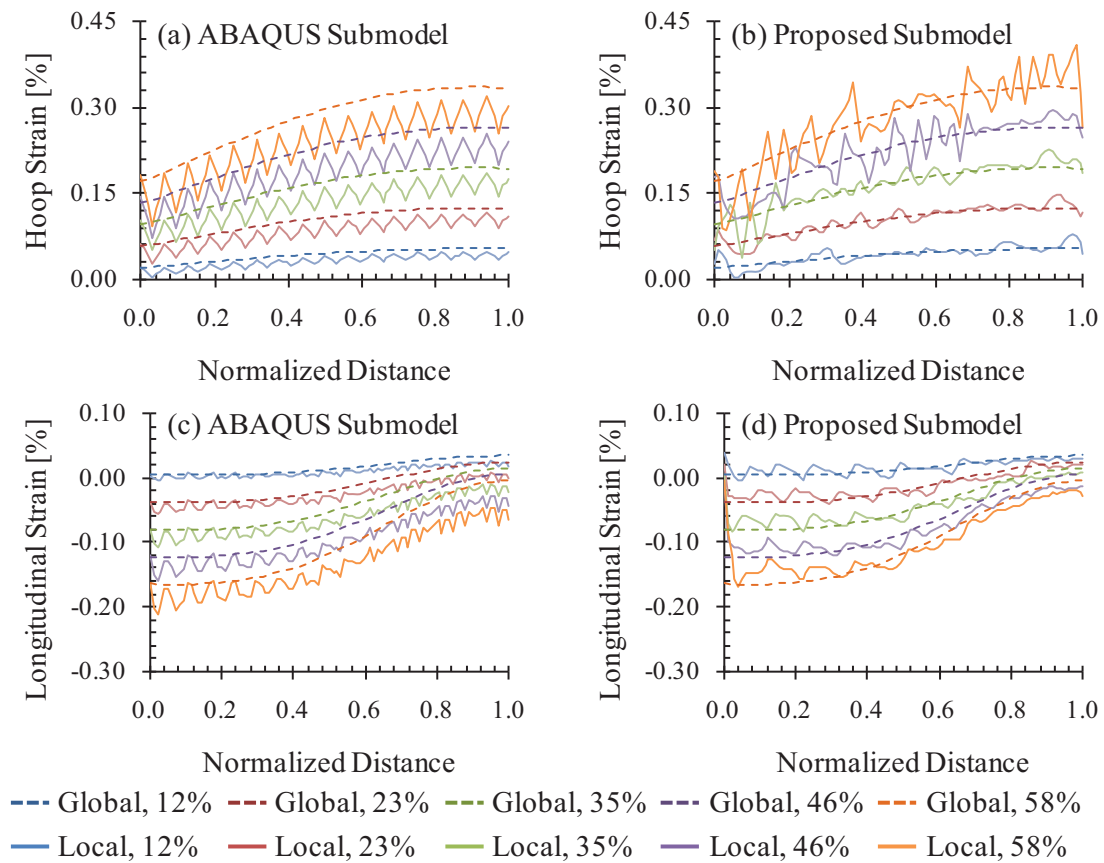 (a) ABAQUS Submodel
Hoop Strain [%]
0.45
0.30
0.15
0.00
0.0 0.2 0.4 0.6 0.8 1.0
Normalized Distance
(b) Proposed Submodel
Hoop Strain [%]
0.45
0.30
0.15
0.00
0.0 0.2 0.4 0.6 0.8 1.0
Normalized Distance
(c) ABAQUS Submodel
Longitudinal Strain [%]
0.10
0.00
-0.10
-0.20
-0.30
0.0 0.2 0.4 0.6 0.8 1.0
Normalized Distance
(d) Proposed Submodel
Longitudinal Strain [%]
0.10
0.00
-0.10
-0.20
-0.30
0.0 0.2 0.4 0.6 0.8 1.0
Normalized Distance
Global, 12% Global, 23% Global, 35% Global, 46% Global, 58%
Local, 12% Local, 23% Local, 35% Local, 46% Local, 58%